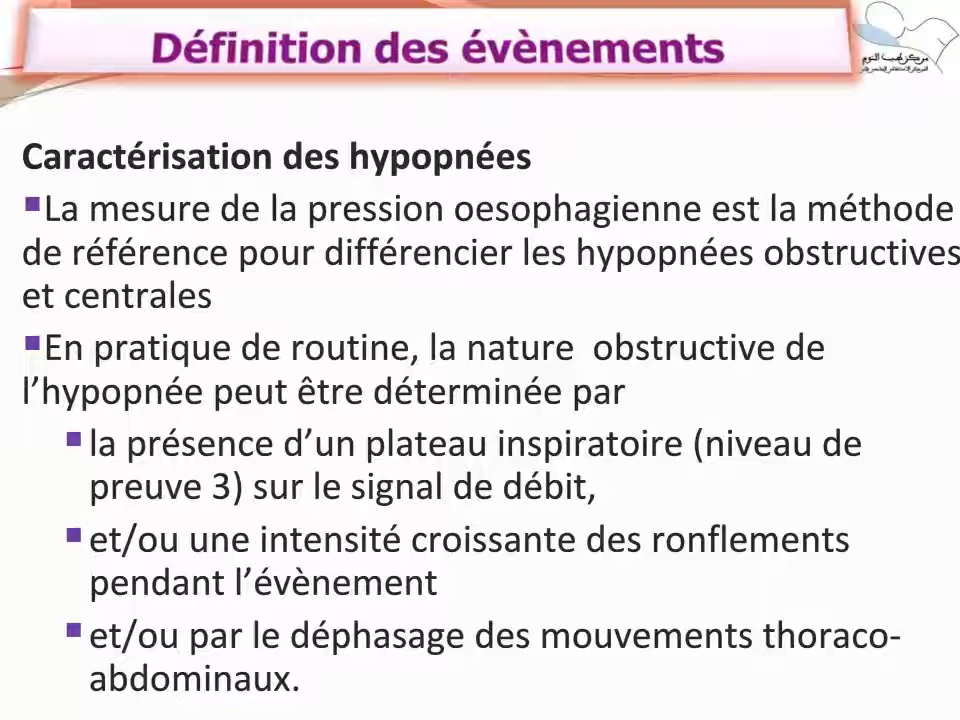 Définition des évènements
مركز طب النوم
Caractérisation des hypopnées
▪La mesure de la pression oesophagienne est la méthode
de référence pour différencier les hypopnées obstructives
et centrales
▪En pratique de routine, la nature  obstructive de
l’hypopnée peut être déterminée par
▪la présence d’un plateau inspiratoire (niveau de
preuve 3) sur le signal de débit,
▪et/ou une intensité croissante des ronflements
pendant l’évènement
▪et/ou par le déphasage des mouvements thoraco-
abdominaux.